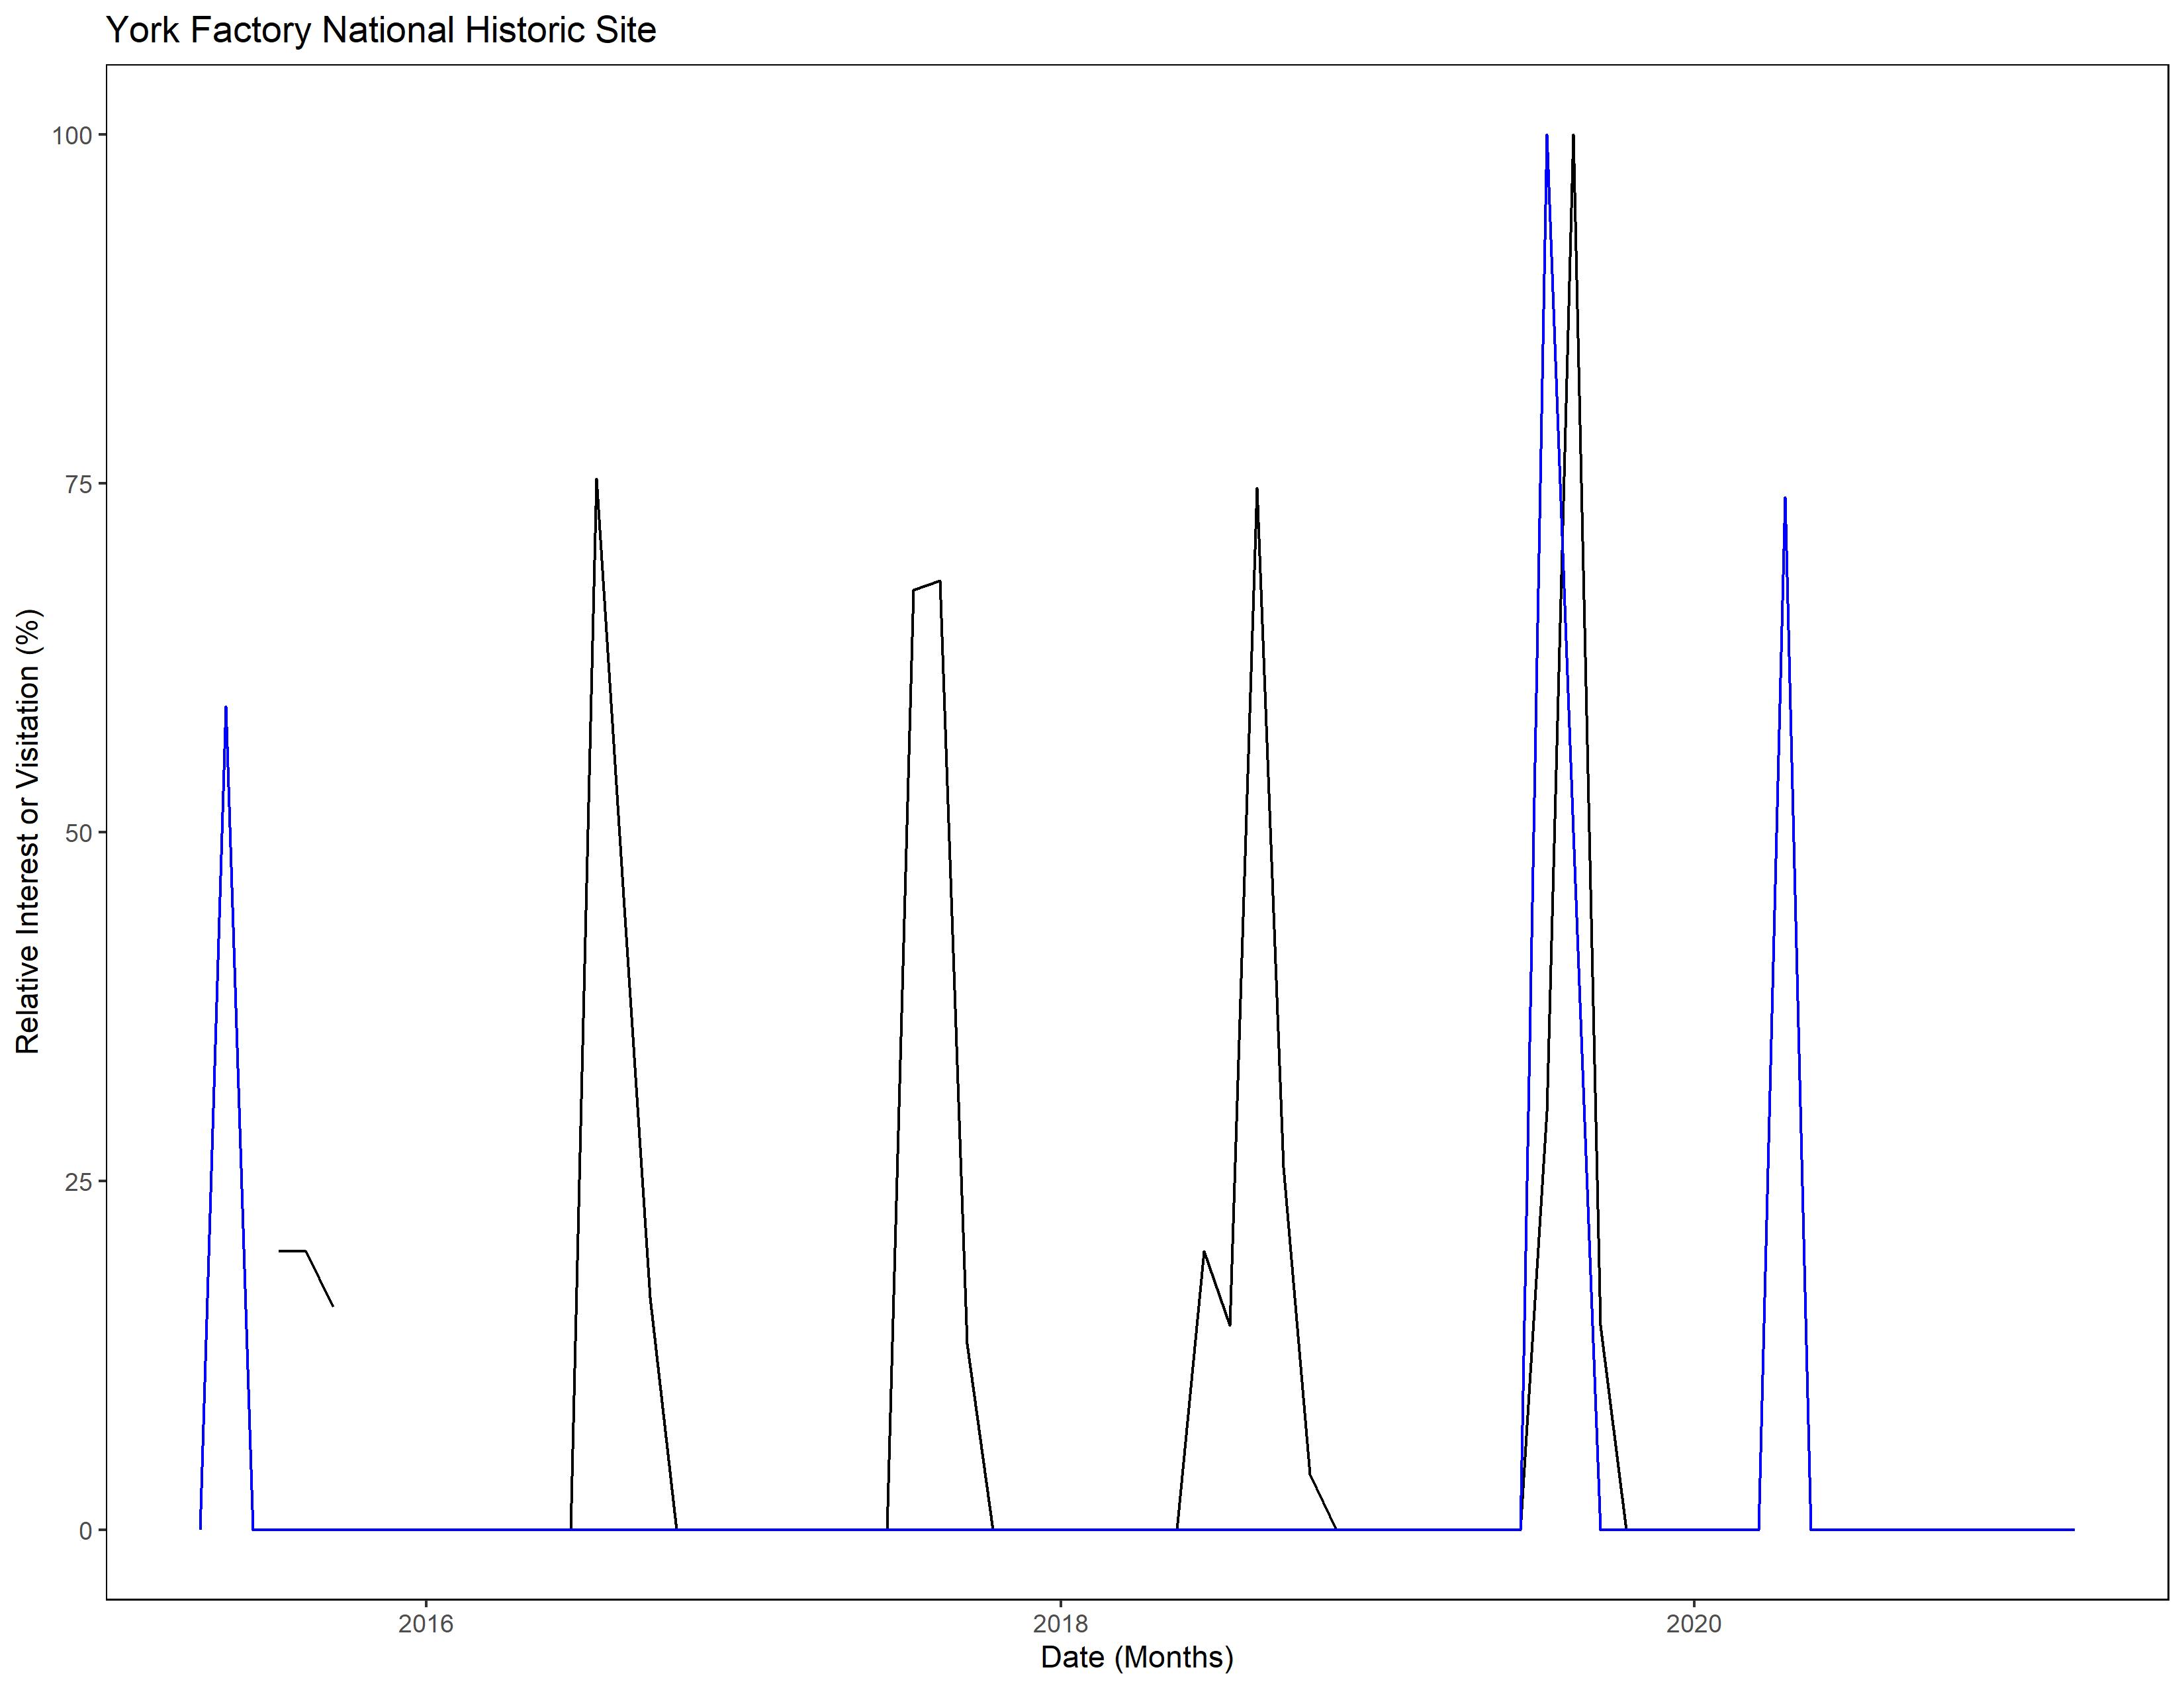 York Factory National Historic Site
Relative Interest or Visitation (%)
100
75
50
25
0
2016 2018 2020
Date (Months)